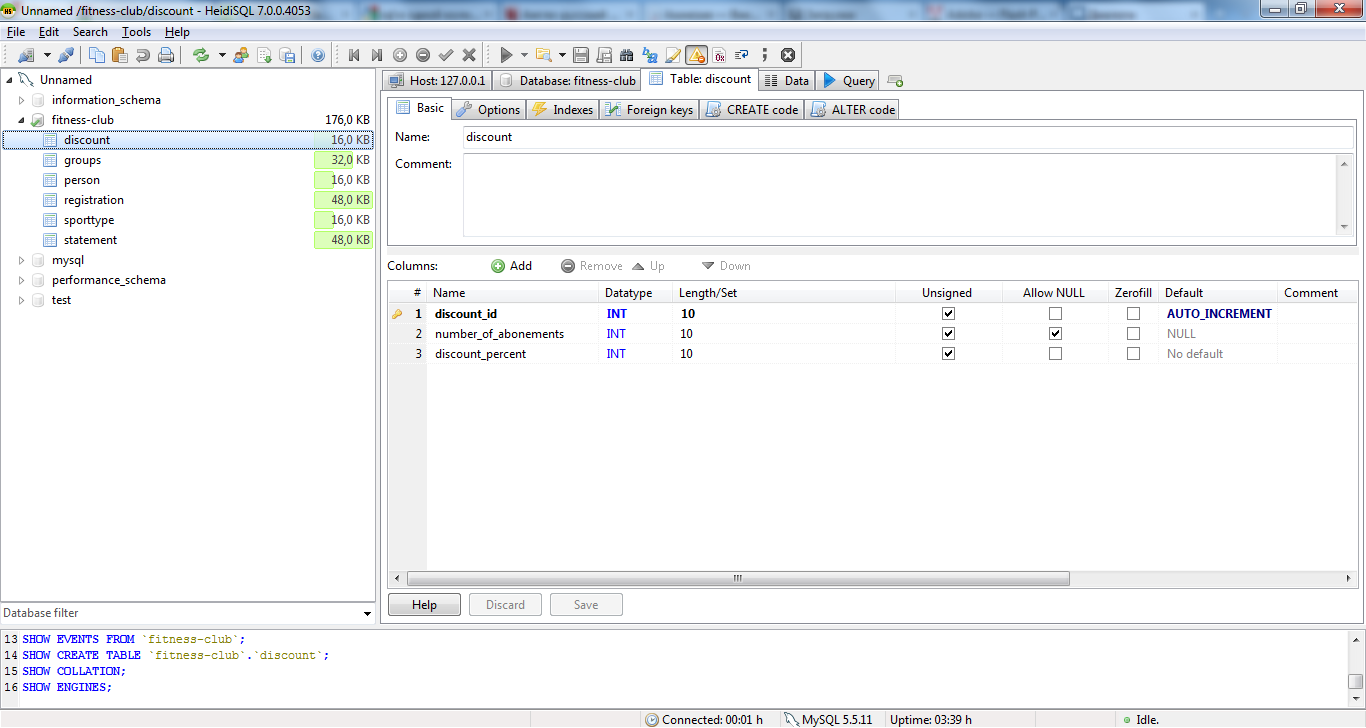 Unnamed /fitness-club/discount - HeidiSQL 7.0.0.4053
File Edit Search Tools Help
Unnamed
information_schema
fitness-club 176,0 KB
discount 16,0 KB
groups 32,0 KB
person 16,0 KB
registration 48,0 KB
sporttype 16,0 KB
statement 48,0 KB
mysql
performance_schema
test
Database filter
Host: 127.0.0.1 Database: fitness-club Table: discount Data Query
Basic Options Indexes Foreign keys CREATE code ALTER code
Name: discount
Comment:
Columns: Add Remove Up Down
# Name Datatype Length/Set Unsigned Allow NULL Zerofill Default Comment
1 discount_id INT 10 AUTO_INCREMENT
2 number_of_abonements INT 10 NULL
3 discount_percent INT 10 No default
Help Discard Save
13 SHOW EVENTS FROM `fitness-club`;
14 SHOW CREATE TABLE `fitness-club`.`discount`;
15 SHOW COLLATION;
16 SHOW ENGINES;
Connected: 00:01 h MySQL 5.5.11 Uptime: 03:39 h Idle.